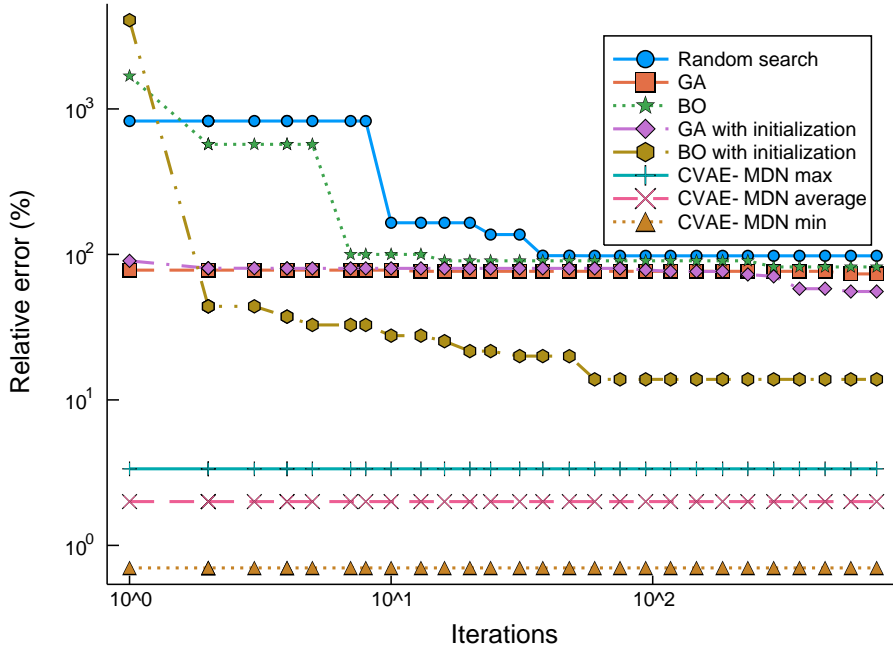 Random search
GA
BO
GA with initialization
BO with initialization
CVAE- MDN max
CVAE- MDN average
CVAE- MDN min
10^3
10^2
10^1
10^0
Relative error (%)
10^0
10^1
10^2
Iterations